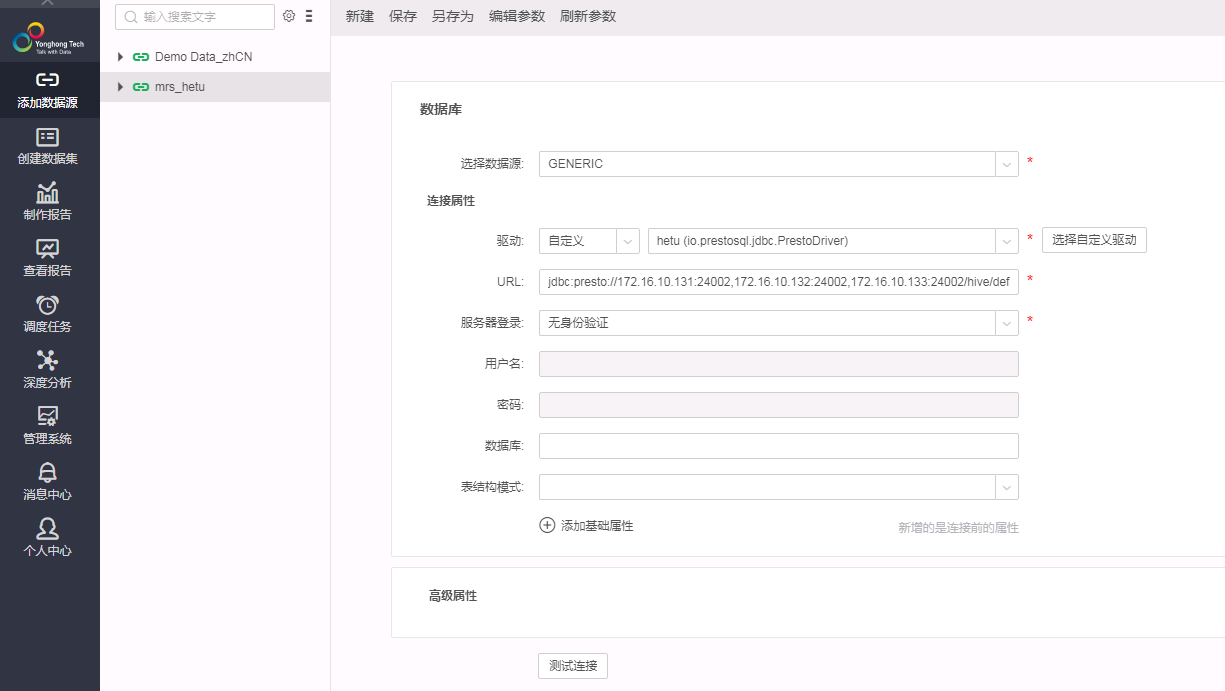 Yonghong Tech
Talk with Data
添加数据源
创建数据集
制作报告
查看报告
调度任务
深度分析
管理系统
消息中心
个人中心
输入搜索文字
Demo Data_zhCN
mrs_hetu
新建 保存 另存为 编辑参数 刷新参数
数据库
选择数据源: GENERIC *
连接属性
驱动: 自定义 hetu (io.prestosql.jdbc.PrestoDriver) * 选择自定义驱动
URL: jdbc:presto://172.16.10.131:24002,172.16.10.132:24002,172.16.10.133:24002/hive/def *
服务器登录: 无身份验证 *
用户名:
密码:
数据库:
表结构模式:
添加基础属性 新增的是连接前的属性
高级属性
测试连接